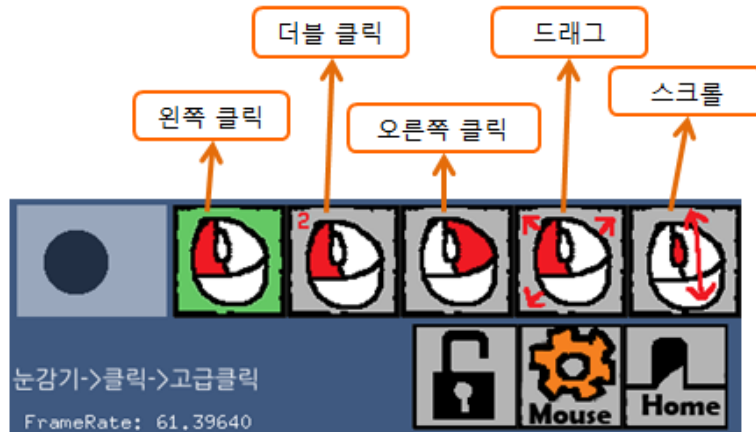 더블 클릭
드래그
스크롤
왼쪽 클릭
오른쪽 클릭
2
눈감기->클릭->고급클릭
Mouse
Home
FrameRate: 61.39640